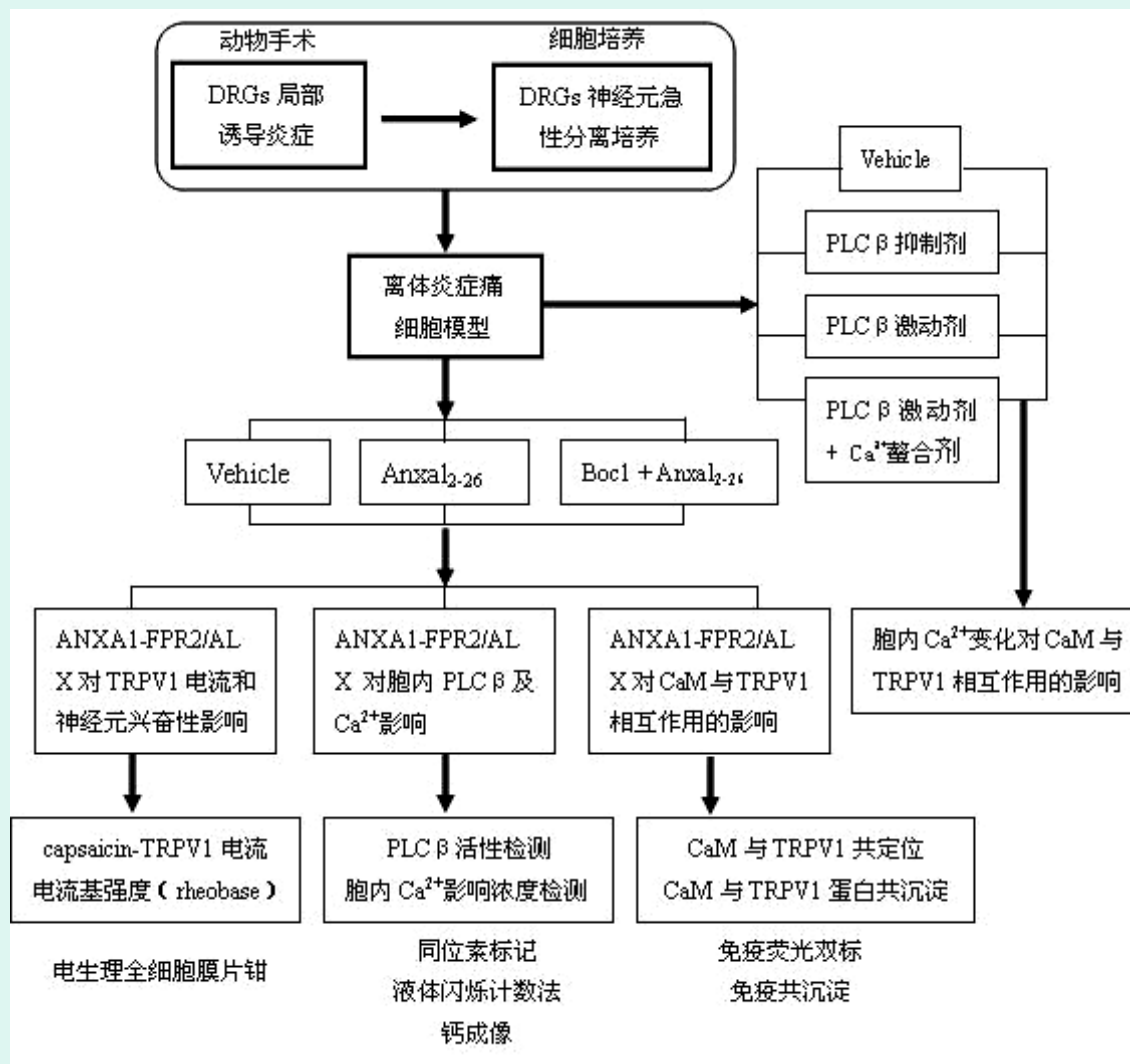 动物手术
细胞培养
DRGs 局部
诱导炎症
DRGs 神经元急
性分离培养
Vehicle
PLC β 抑制剂
PLC β 激动剂
PLC β 激动剂
+ Ca²⁺螯合剂
离体炎症痛
细胞模型
Vehicle
Anxal₂₋₂₆
Boc1 + Anxal₂₋₂₆
ANXA1-FPR2/AL
X 对 TRPV1 电流和
神经元兴奋性影响
ANXA1-FPR2/AL
X 对胞内 PLC β 及
Ca²⁺影响
ANXA1-FPR2/AL
X 对 CaM 与 TRPV1
相互作用的影响
胞内 Ca²⁺变化对 CaM 与
TRPV1 相互作用的影响
capsaicin-TRPV1 电流
电流基强度（rheobase）
PLC β 活性检测
胞内 Ca²⁺影响浓度检测
CaM 与 TRPV1 共定位
CaM 与 TRPV1 蛋白共沉淀
电生理全细胞膜片钳
同位素标记
液体闪烁计数法
钙成像
免疫荧光双标
免疫共沉淀